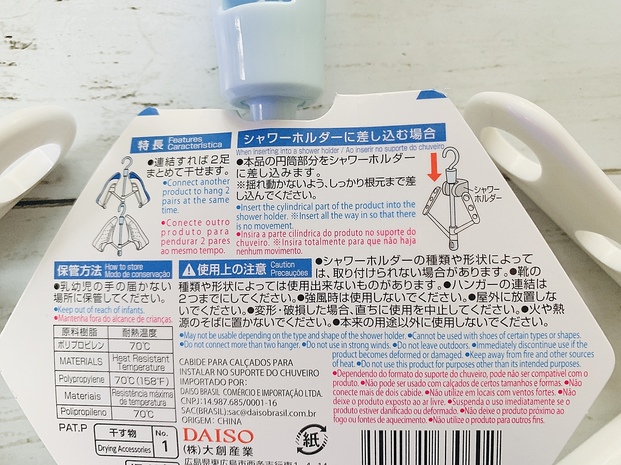 特長 Features Característica
●連結すれば2足
まとめて干せます。
●Connect another
product to hang 2
pairs at the same
time.
●Conecte outro
produto para
pendurar 2 pares
ao mesmo tempo.
シャワーホルダーに差し込む場合
When inserting into a shower holder / Ao inserir no suporte do chuveiro
●本品の円筒部分をシャワーホルダー
に差し込みます。
※揺れ動かないよう、しっかり根元まで差
し込んでください。
●Insert the cylindrical part of the product into the
shower holder. ※Insert all the way in so that there
is no movement.
●Insira a parte cilíndrica do produto no suporte do
chuveiro. ※Insira totalmente para que não haja
nenhum movimento.
シャワー
ホルダー
保管方法 How to store Modo de conservação
●乳幼児の手の届かない
場所に保管してください。
●Keep out of reach of infants.
●Mantenha fora do alcance de crianças.
原料樹脂 耐熱温度
ポリプロピレン 70℃
MATERIALS Heat Resistant Temperature
Polypropylene 70℃(158°F)
Materiais Resistência máxima de temperatura
Polipropileno 70℃
使用上の注意 Caution Precauções
●シャワーホルダーの種類や形状によって
は、取り付けられない場合があります。●靴の
種類や形状によっては使用出来ないものがあります。●ハンガーの連結は
2つまでにしてください。●強風時は使用しないでください。●屋外に放置しな
いでください。●変形・破損した場合、直ちに使用を中止してください。●火や熱
源のそばに置かないでください。●本来の用途以外に使用しないでください。
●May not be usable depending on the type and shape of the shower holder. ●Cannot be used with shoes of certain types or shapes.
●Do not connect more than two hanger. ●Do not use in strong winds. ●Do not leave outdoors. ●Immediately discontinue use if the
product becomes deformed or damaged. ●Keep away from fire and other sources
of heat. ●Do not use this product for purposes other than its intended purposes.
●Dependendo do formato do suporte do chuveiro, pode não ser compatível com o
produto. ●Não pode ser usado com calçados de certos tamanhos e formas. ●Não
conecte mais de dois cabide. ●Não utilize em locais com ventos fortes. ●Não
deixe o produto exposto ao ar livre. ●Suspenda o uso imediatamente se o
produto estiver danificado ou deformado. ●Não deixe o produto próximo ao
fogo ou fontes de aquecimento. ●Não utilize o produto para outros fins.
CABIDE PARA CALÇADOS PARA
INSTALAR NO SUPORTE DO CHUVEIRO
IMPORTADO POR:
DAISO BRASIL COMÉRCIO E IMPORTAÇÃO LTDA.
CNPJ:14.987.685/0001-16
SAC(BRASIL):sac@daisobrasil.com.br
ORIGEM: CHINA
PAT.P
干す物 No.
Drying Accessories 1
DAISO
(株)大創産業
紙